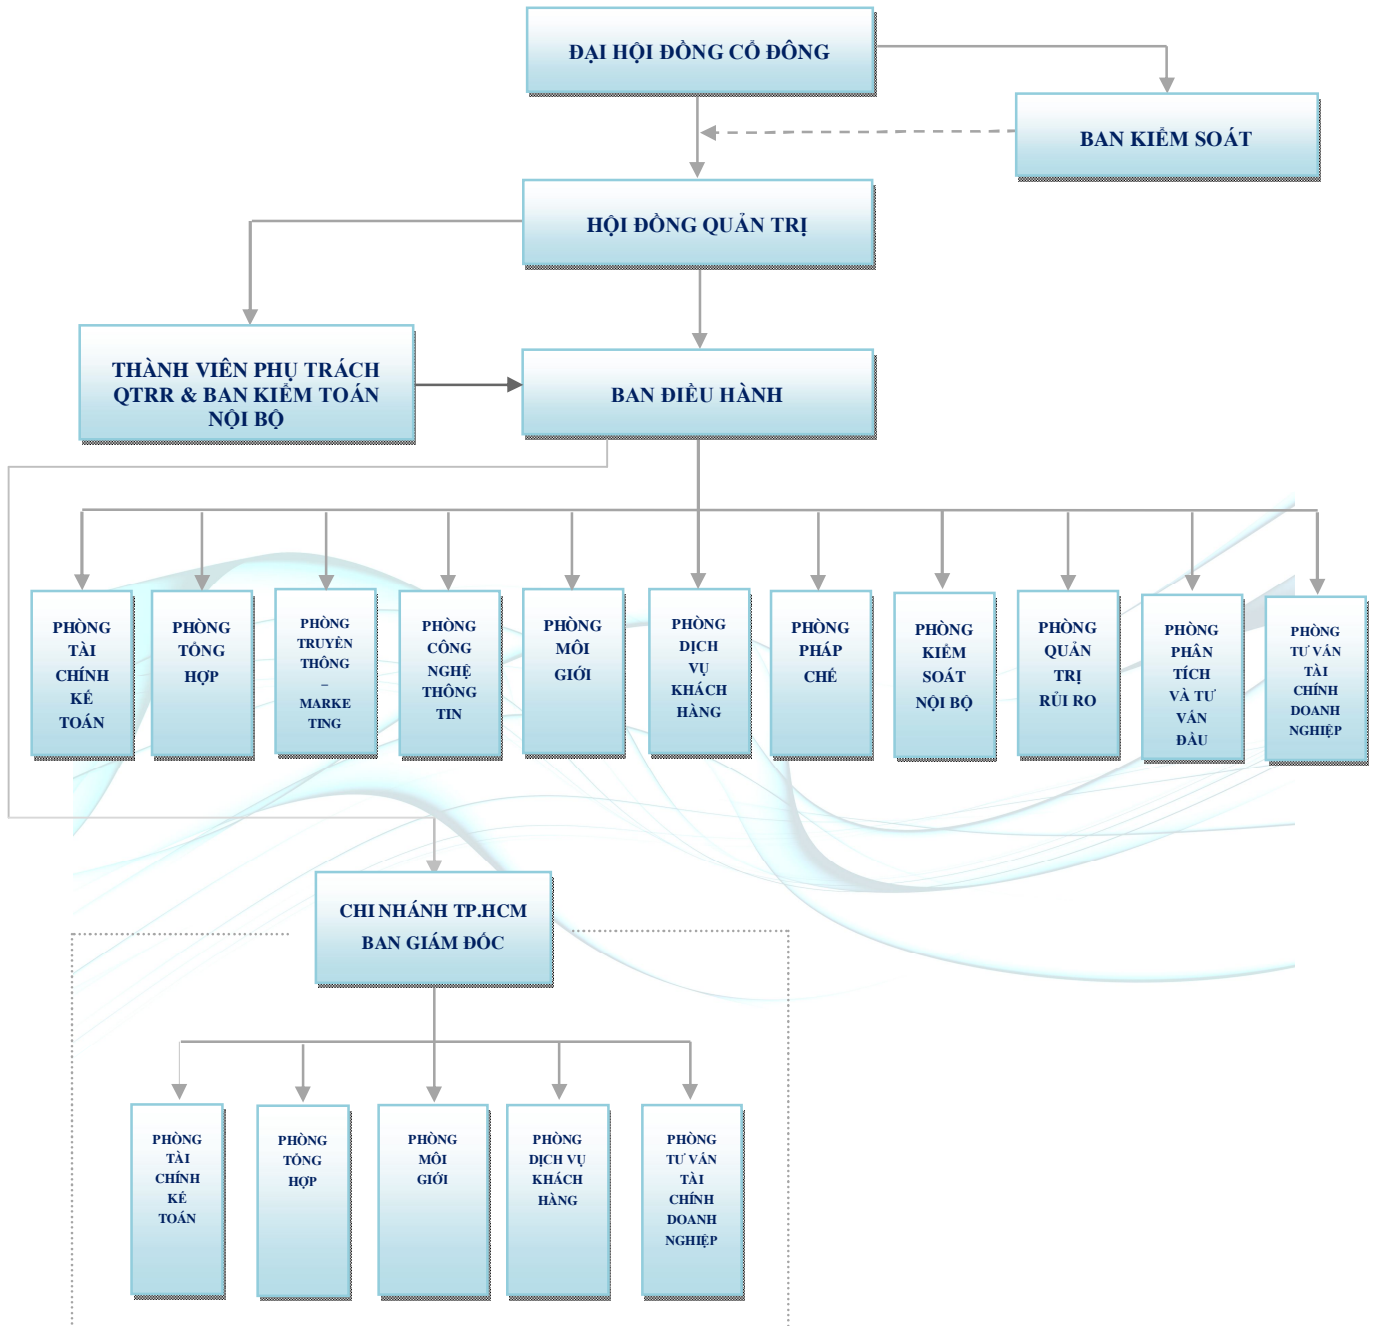 ĐẠI HỘI ĐỒNG CỔ ĐÔNG
BAN KIỂM SOÁT
HỘI ĐỒNG QUẢN TRỊ
THÀNH VIÊN PHỤ TRÁCH
QTRR & BAN KIỂM TOÁN
NỘI BỘ
BAN ĐIỀU HÀNH
PHÒNG
TÀI
CHÍNH
KẾ
TOÁN
PHÒNG
TỔNG
HỢP
PHÒNG
TRUYỀN
THÔNG
–
MARKE
TING
PHÒNG
CÔNG
NGHỆ
THÔNG
TIN
PHÒNG
MÔI
GIỚI
PHÒNG
DỊCH
VỤ
KHÁCH
HÀNG
PHÒNG
PHÁP
CHẾ
PHÒNG
KIỂM
SOÁT
NỘI BỘ
PHÒNG
QUẢN
TRỊ
RỦI RO
PHÒNG
PHÂN
TÍCH
VÀ TƯ
VẤN
ĐẦU
PHÒNG
TƯ VẤN
TÀI
CHÍNH
DOANH
NGHIỆP
CHI NHÁNH TP.HCM
BAN GIÁM ĐỐC
PHÒNG
TÀI
CHÍNH
KẾ
TOÁN
PHÒNG
TỔNG
HỢP
PHÒNG
MÔI
GIỚI
PHÒNG
DỊCH VỤ
KHÁCH
HÀNG
PHÒNG
TƯ VẤN
TÀI
CHÍNH
DOANH
NGHIỆP